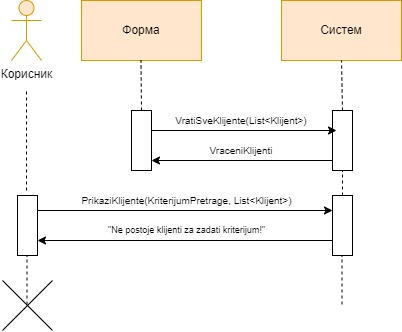 Форма
Систем
Корисник
VratiSveKlijente(List<Klijent>)
VraceniKlijenti
PrikaziKlijente(KriterijumPretrage, List<Klijent>)
"Ne postoje klijenti za zadati kriterijum!"